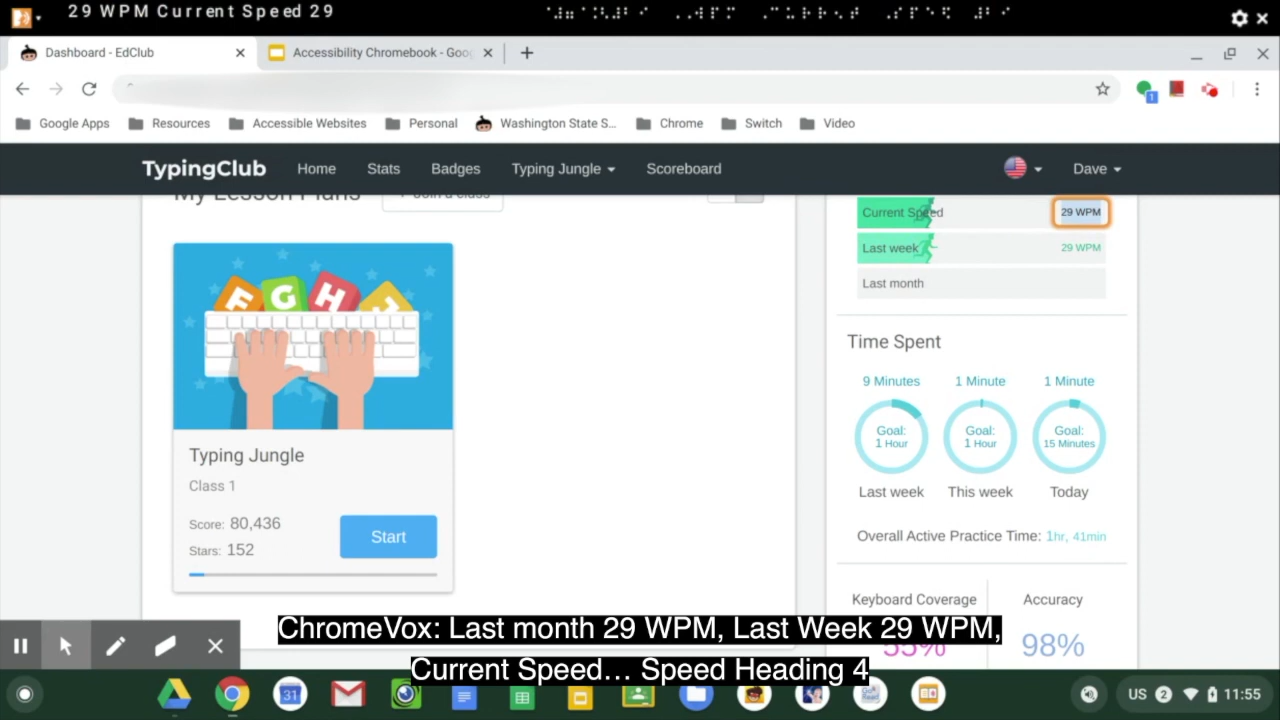 29 WPM Current Speed 29
Dashboard - EdClub
Accessibility Chromebook - Goo
Google Apps
Resources
Accessible Websites
Personal
Washington State S...
Chrome
Switch
Video
TypingClub
Home
Stats
Badges
Typing Jungle
Scoreboard
Dave
My Lesson Plans
Join a class
Current Speed
29 WPM
Last week
29 WPM
Last month
F G H J
Time Spent
9 Minutes
1 Minute
1 Minute
Goal:
1 Hour
Goal:
1 Hour
Goal:
15 Minutes
Last week
This week
Today
Overall Active Practice Time: 1hr, 41min
Typing Jungle
Class 1
Score: 80,436
Stars: 152
Start
Keyboard Coverage
Accuracy
98%
ChromeVox: Last month 29 WPM, Last Week 29 WPM,
Current Speed... Speed Heading 4
31
US
2
11:55